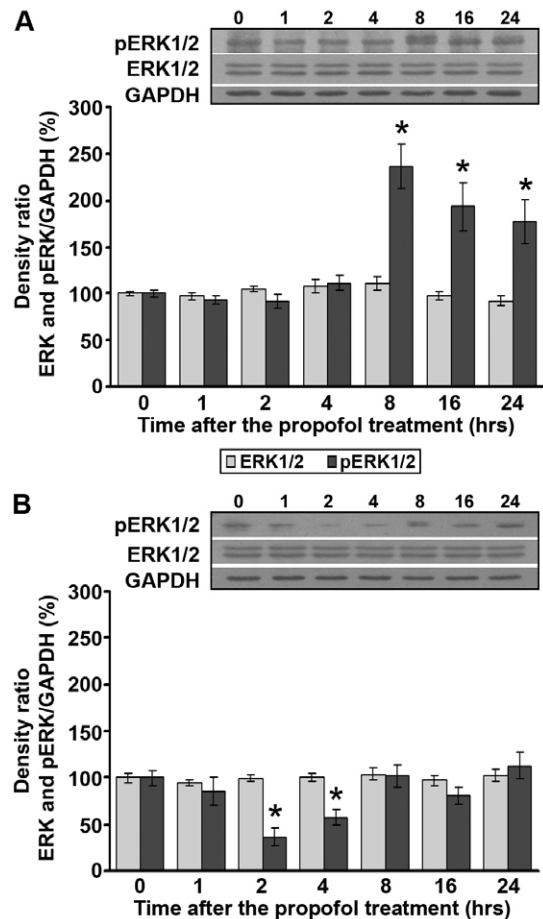 A
0 1 2 4 8 16 24
pERK1/2
ERK1/2
GAPDH
Density ratio
ERK and pERK/GAPDH (%)
300
250
200
150
100
50
0
* * *
0 1 2 4 8 16 24
Time after the propofol treatment (hrs)
ERK1/2 pERK1/2
B
0 1 2 4 8 16 24
pERK1/2
ERK1/2
GAPDH
Density ratio
ERK and pERK/GAPDH (%)
300
250
200
150
100
50
0
* *
0 1 2 4 8 16 24
Time after the propofol treatment (hrs)